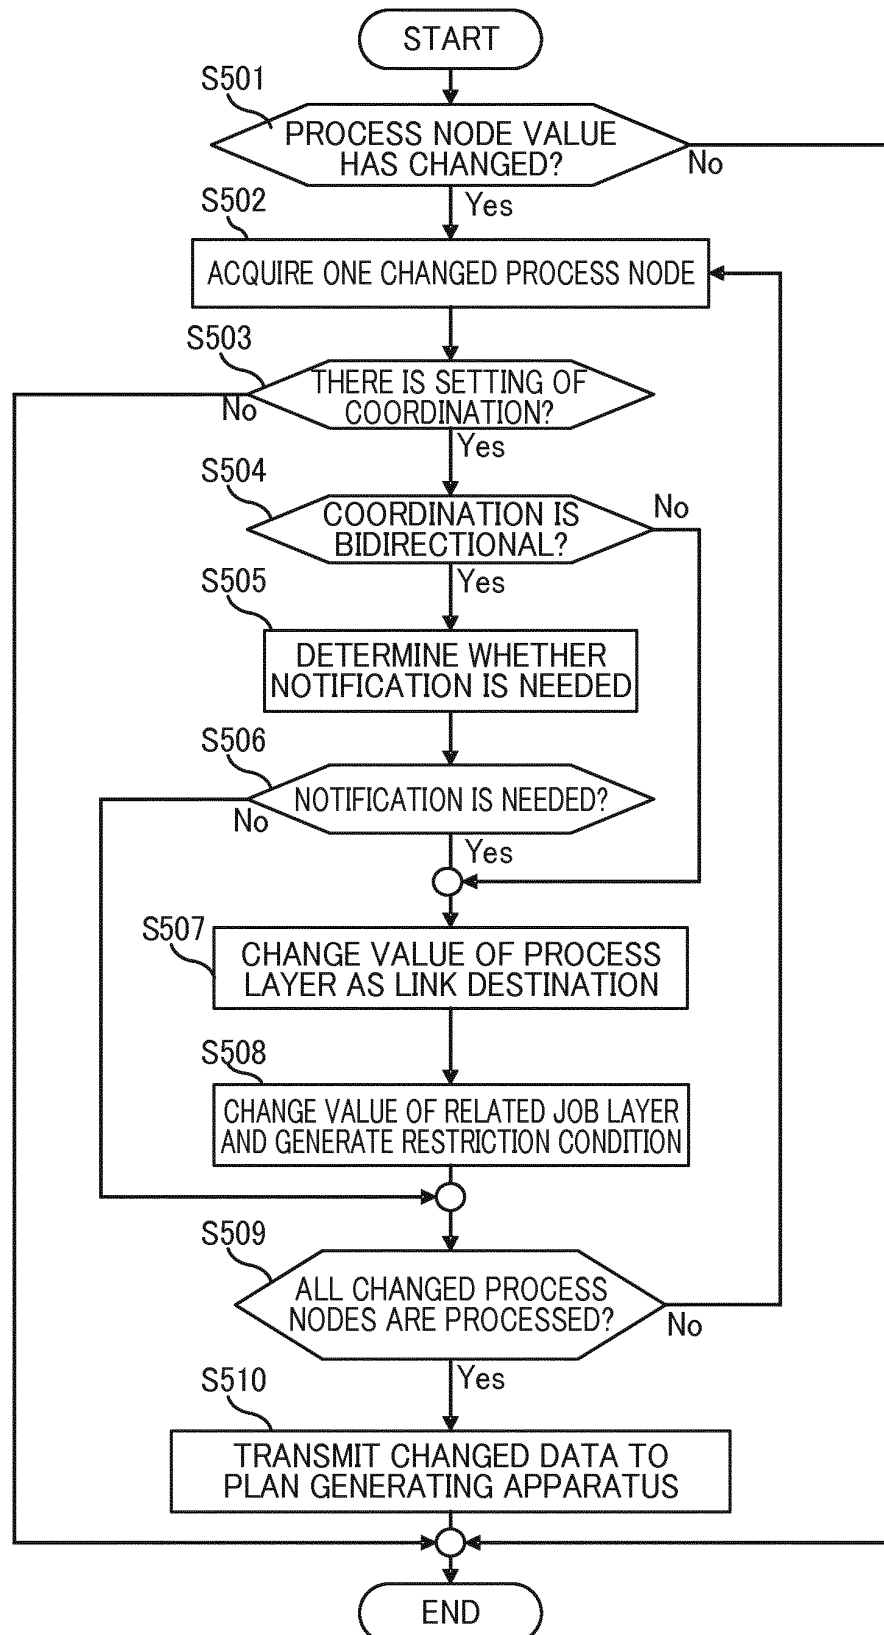 START
S501
PROCESS NODE VALUE
HAS CHANGED?
No
Yes
S502
ACQUIRE ONE CHANGED PROCESS NODE
S503
THERE IS SETTING OF
COORDINATION?
No
Yes
S504
COORDINATION IS
BIDIRECTIONAL?
No
Yes
S505
DETERMINE WHETHER
NOTIFICATION IS NEEDED
S506
NOTIFICATION IS NEEDED?
No
Yes
S507
CHANGE VALUE OF PROCESS
LAYER AS LINK DESTINATION
S508
CHANGE VALUE OF RELATED JOB LAYER
AND GENERATE RESTRICTION CONDITION
S509
ALL CHANGED PROCESS
NODES ARE PROCESSED?
No
Yes
S510
TRANSMIT CHANGED DATA TO
PLAN GENERATING APPARATUS
END